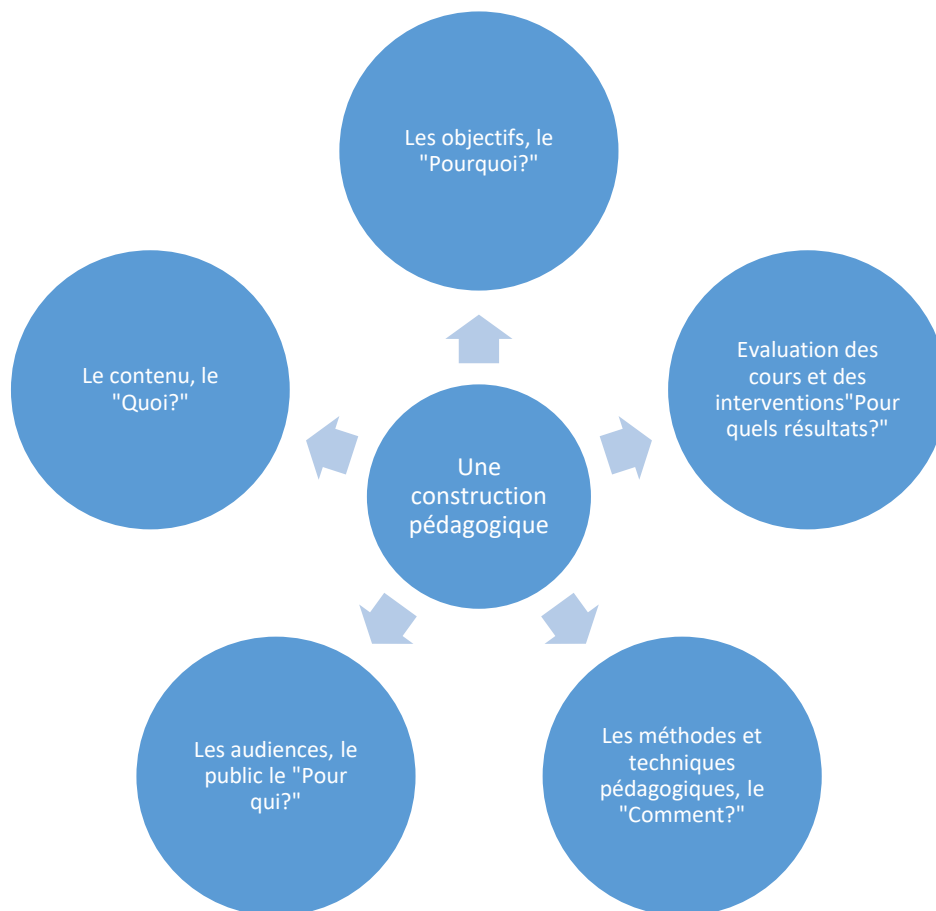 Les objectifs, le
"Pourquoi?"
Le contenu, le
"Quoi?"
Evaluation des
cours et des
interventions"Pour
quels résultats?"
Une
construction
pédagogique
Les audiences, le
public le "Pour
qui?"
Les méthodes et
techniques
pédagogiques, le
"Comment?"